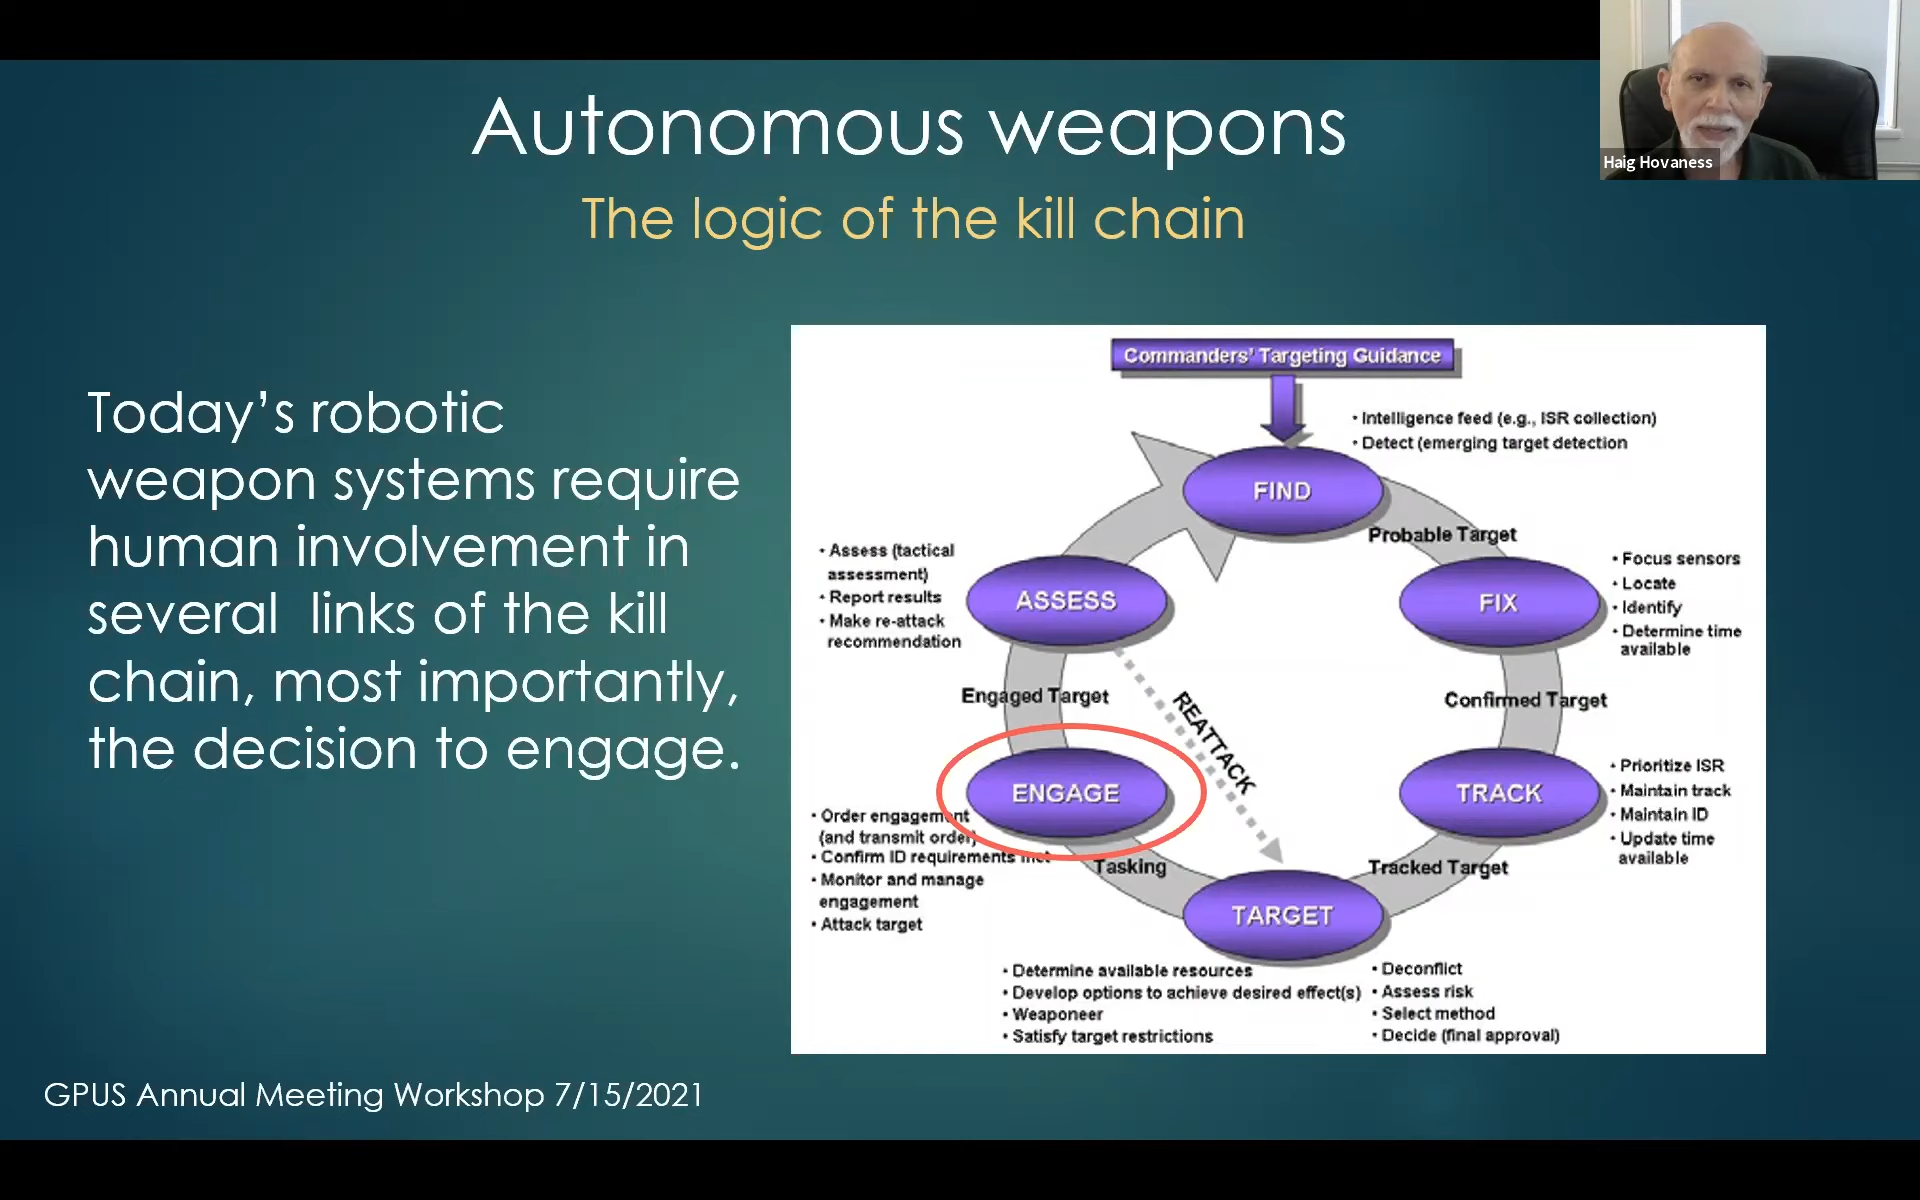 Haig Hovaness
Autonomous weapons
The logic of the kill chain
Today's robotic
weapon systems require
human involvement in
several links of the kill
chain, most importantly,
the decision to engage.
Commanders' Targeting Guidance
• Intelligence feed (e.g., ISR collection)
• Detect (emerging target detection
FIND
Probable Target
• Focus sensors
• Locate
• Identify
• Determine time
available
FIX
Confirmed Target
• Prioritize ISR
• Maintain track
• Maintain ID
• Update time
available
TRACK
Tracked Target
TARGET
• Determine available resources
• Develop options to achieve desired effect(s)
• Weaponeer
• Satisfy target restrictions
• Deconflict
• Assess risk
• Select method
• Decide (final approval)
Tasking
ENGAGE
• Order engagement
(and transmit order)
• Confirm ID requirements met
• Monitor and manage
engagement
• Attack target
Engaged Target
ASSESS
• Assess (tactical
assessment)
• Report results
• Make re-attack
recommendation
REATTACK
GPUS Annual Meeting Workshop 7/15/2021